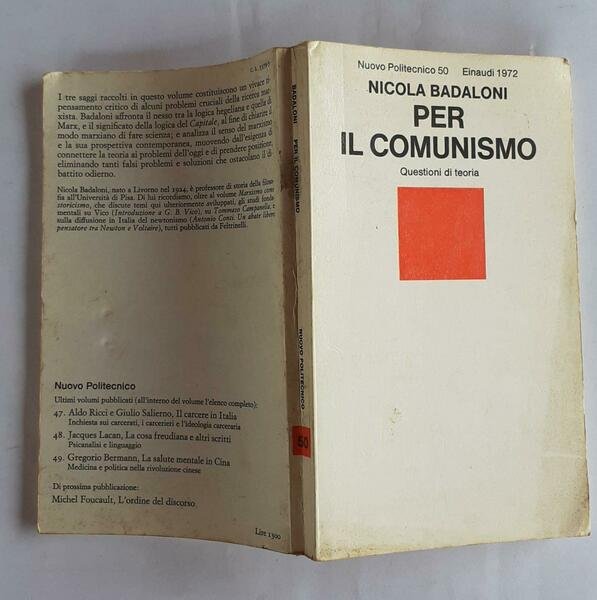 I tre saggi raccolti in questo volume costituiscono un vivace ri-
pensamento critico di alcuni problemi cruciali della ricerca mar-
xista. Badaloni affronta il nesso tra la logica hegeliana e quella di
Marx, e il significato della logica del Capitale, al fine di chiarire il
modo marxiano di fare scienza; e analizza il senso del marxismo
e la sua prospettiva contemporanea, muovendo dall'esigenza di
connettere la teoria ai problemi dell'oggi e di prendere posizione,
eliminando tanti falsi problemi e soluzioni che ostacolano il di-
battito odierno.
Nicola Badaloni, nato a Livorno nel 1924, è professore di storia della filoso-
fia all'Università di Pisa. Di lui ricordiamo, oltre al volume Marxismo come
storicismo, che discute temi qui ulteriormente sviluppati, gli studi fonda-
mentali su Vico (Introduzione a G. B. Vico), su Tommaso Campanella, e
sulla diffusione in Italia del newtonismo (Antonio Conti. Un abate libero
pensatore tra Newton e Voltaire), tutti pubblicati da Feltrinelli.
Nuovo Politecnico
Ultimi volumi pubblicati (all'interno del volume l'elenco completo):
47. Aldo Ricci e Giulio Salierno, Il carcere in Italia
Inchiesta sui carcerati, i carcerieri e l'ideologia carceraria
48. Jacques Lacan, La cosa freudiana e altri scritti
Psicanalisi e linguaggio
49. Gregorio Bermann, La salute mentale in Cina
Medicina e politica nella rivoluzione cinese
Di prossima pubblicazione:
Michel Foucault, L'ordine del discorso
Lire 1300
BADALONI PER IL COMUNISMO
NUOVO POLITECNICO
50
Nuovo Politecnico 50 Einaudi 1972
NICOLA BADALONI
PER
IL COMUNISMO
Questioni di teoria